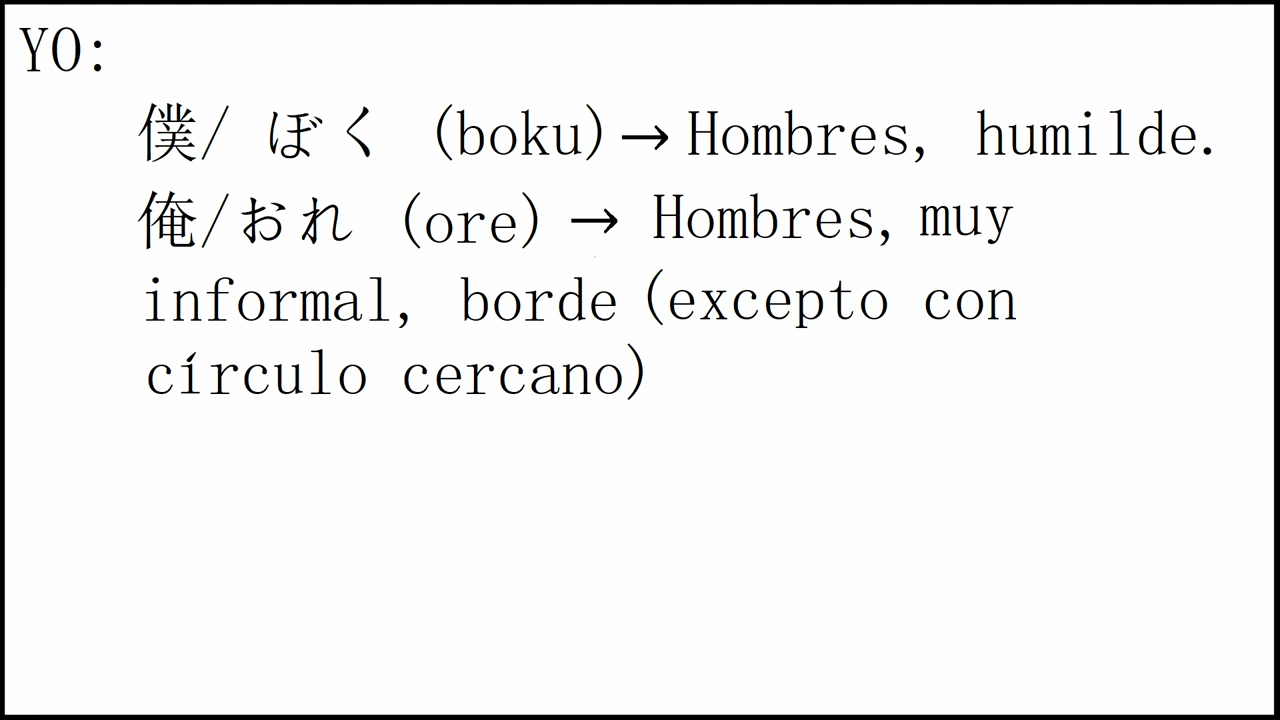 YO:
僕/ ぼく (boku)→Hombres, humilde.
俺/おれ (ore) → Hombres, muy
informal, borde (excepto con
círculo cercano)